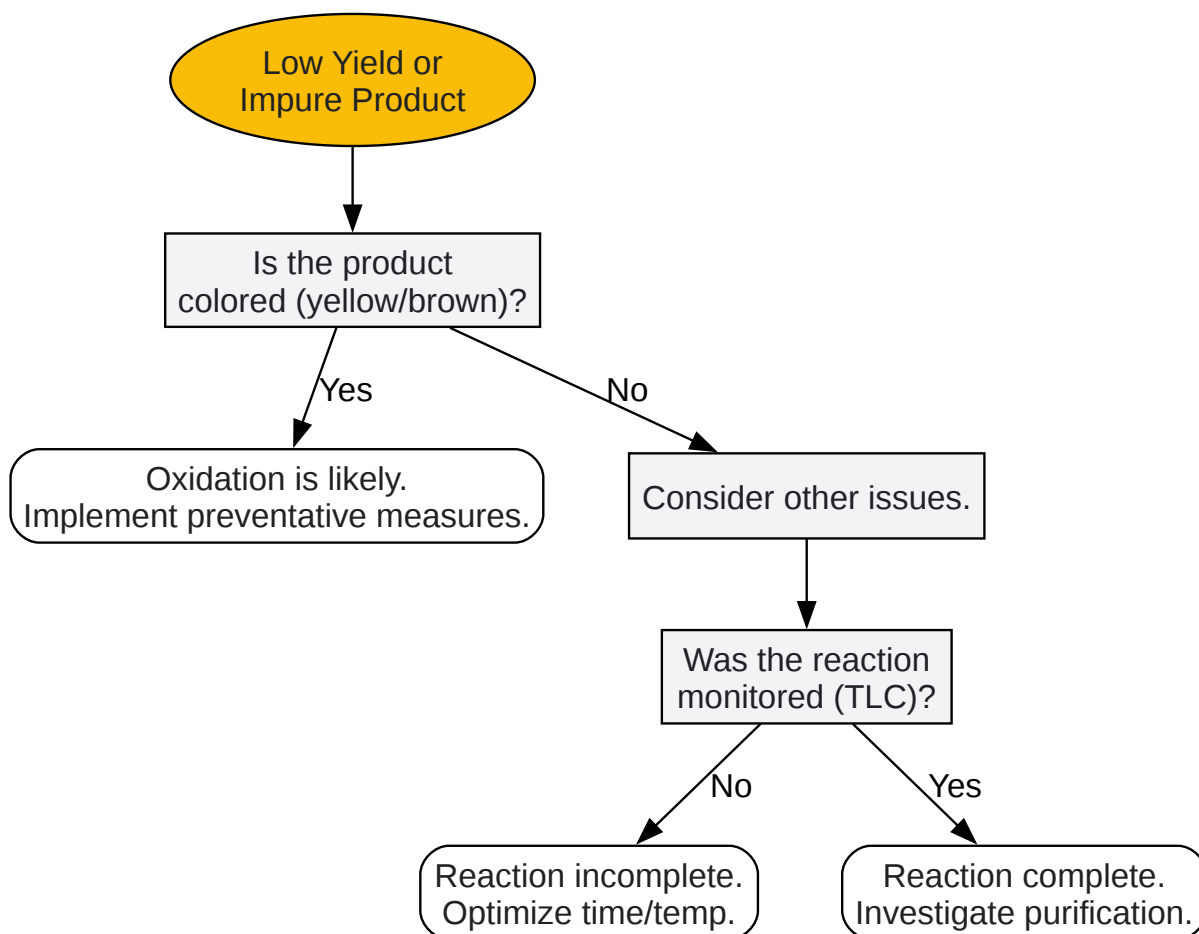 Low Yield or
Impure Product
Is the product
colored (yellow/brown)?
Yes
No
Oxidation is likely.
Implement preventative measures.
Consider other issues.
Was the reaction
monitored (TLC)?
No
Yes
Reaction incomplete.
Optimize time/temp.
Reaction complete.
Investigate purification.